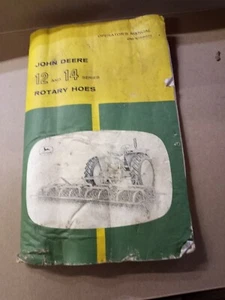 OPERATOR'S MANUAL
JOHN DEERE
12 AND 14 SERIES
ROTARY HOES